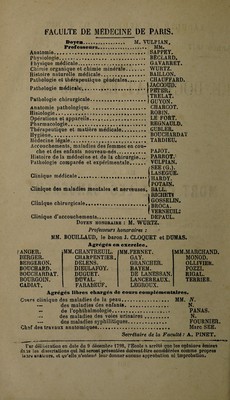 FACULTE DE MÉDECINE DE PARIS.
Doyen ............ M. VULPIAN,
Professeurs ............ MM.
Anatomie ............ SAPPEY.
Physiologie ............ BÉCLARD.
Physique médicale ............ GAVARRET.
Chimie organique et chimie générale ............ WURTZ.
Histoire naturelle médicale ............ BAILLON.
Pathologie et thérapeutique générales ............ CHAUFFARD.
Pathologie médicale ............ JACCOUD.
PETER.
Pathologie chirurgicale ............ TRÉLAT.
GUYON.
Anatomie pathologique ............ CHARCOT.
Histologie ............ ROBIN.
Opérations et appareils ............ LE FORT.
Pharmacologie ............ REGNAULD.
Thérapeutique et matière médicale ............ GUBLER.
Hygiène ............ BOUCHARDAT
Médecine légale ............ TARDIEU.
Accouchements, maladies des femmes en couche et des enfants nouveau-nés ............ PAJOT.
Histoire de la médecine et de la chirurgie ............ PARROT.
Pathologie comparée et expérimentale ............ VULPIAN.
SÉE (G.).
Clinique médicale ............ LASÈGUE.
HARDY.
POTAIN.
Clinique des maladies mentales et nerveuses. BALL.
RICHET
Clinique chirurgicale ............ GOSSELIN.
BROCA.
VERNEUIL
Clinique d'accouchements ............ DEPAUL.
DOYEN HONORAIRE : M. WURTZ.
Professeurs honoraires :
MM. BOUILLAUD, le baron J. CLOQUET et DUMAS.
Agrégés en exercice.
MM. MM. MM. MM.
ANGER. CHANTREUIL. FERNET. MARCHAND.
BERGER. CHARPENTIER. GAY. MONOD.
BERGERON. DELENS. GRANCHER. OLLIVIER.
BOUCHARD. DIEULAFOY. HAYEM. POZZI.
BOUCHARDAT. DUGUET. DE LANESSAN. RIGAL.
BOURGOIN. DUVAL. LANCEREAUX. TERRIER.
CADIAT. FARABEUF. LEGROUX.
Agrégés libres chargés de cours complémentaires.
Cours clinique des maladies de la peau ............ MM. N.
— des maladies des enfants ............ N.
— de l'ophthalmologie ............ PANAS.
— des maladies des voies urinaires ............ N.
— des maladies syphilitiques ............ FOURNIER.
Chef des travaux anatomiques ............ Marc SÉE.
Secrétaire de la Faculté : A. PINET.
Par délibération en date du 9 décembre 1798, l'École a arrêté que les opinions émises dans les dissertations qui lui seront présentées doivent être considérées comme propres à leurs auteurs, et qu'elle n'entend leur donner aucune approbation ni improbation.